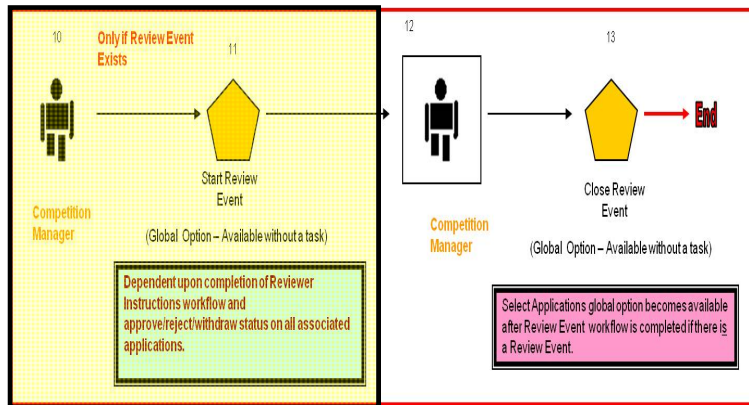 10
Only if Review Event
Exists
11
Start Review
Event
Competition
Manager
(Global Option – Available without a task)
Dependent upon completion of Reviewer
Instructions workflow and
approve/reject/withdraw status on all associated
applications.
12
13
End
Close Review
Event
Competition
Manager
(Global Option – Available without a task)
Select Applications global option becomes available
after Review Event workflow is completed if there is
a Review Event.